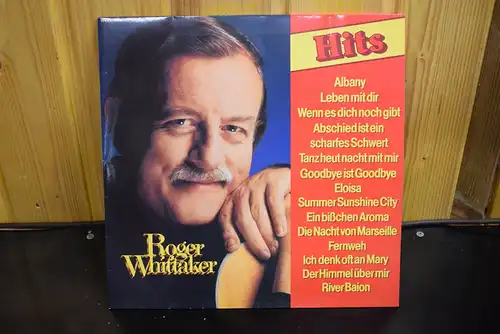 Hits
Albany
Leben mit dir
Wenn es dich noch gibt
Abschied ist ein
scharfes Schwert
Tanz heut nacht mit mir
Goodbye ist Goodbye
Eloisa
Summer Sunshine City
Ein bißchen Aroma
Die Nacht von Marseille
Fernweh
Ich denk oft an Mary
Der Himmel über mir
River Baion
Roger
Whittaker